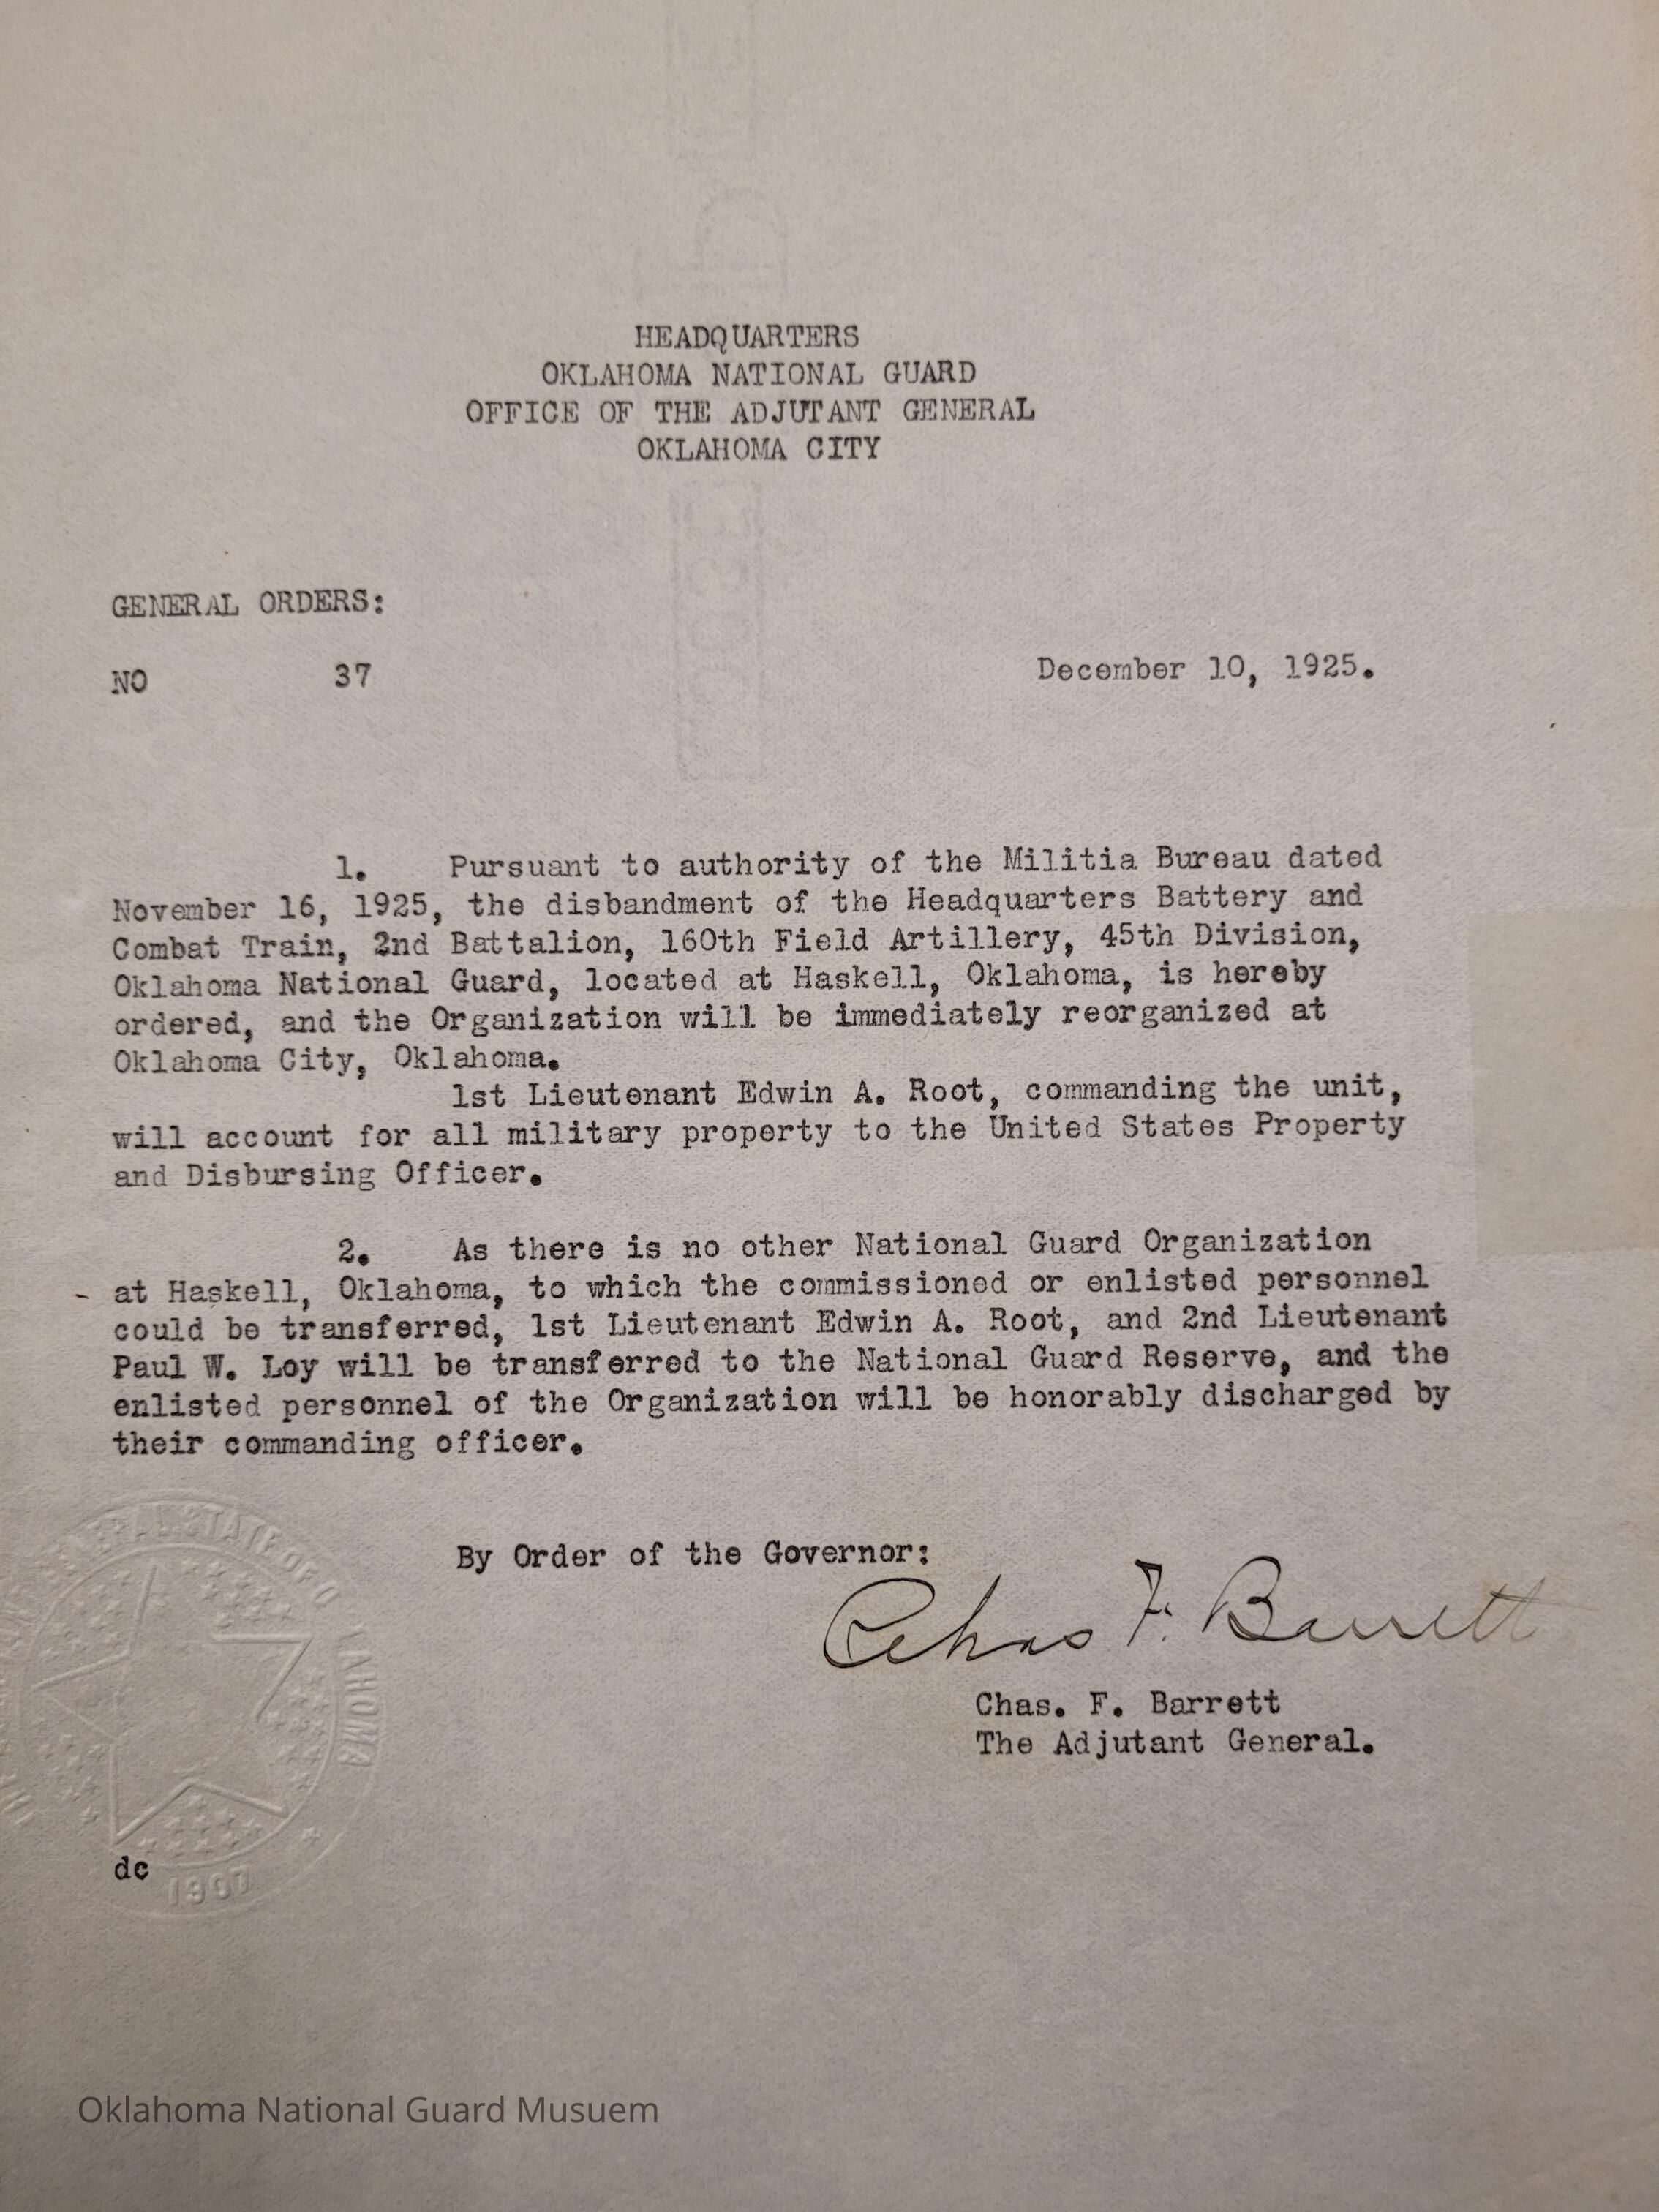 HEADQUARTERS
OKLAHOMA NATIONAL GUARD
OFFICE OF THE ADJUTANT GENERAL
OKLAHOMA CITY
GENERAL ORDERS:
NO 37 December 10, 1925.
1. Pursuant to authority of the Militia Bureau dated
November 16, 1925, the disbandment of the Headquarters Battery and
Combat Train, 2nd Battalion, 160th Field Artillery, 45th Division,
Oklahoma National Guard, located at Haskell, Oklahoma, is hereby
ordered, and the Organization will be immediately reorganized at
Oklahoma City, Oklahoma.
1st Lieutenant Edwin A. Root, commanding the unit,
will account for all military property to the United States Property
and Disbursing Officer.
2. As there is no other National Guard Organization
- at Haskell, Oklahoma, to which the commissioned or enlisted personnel
could be transferred, 1st Lieutenant Edwin A. Root, and 2nd Lieutenant
Paul W. Loy will be transferred to the National Guard Reserve, and the
enlisted personnel of the Organization will be honorably discharged by
their commanding officer.
By Order of the Governor:
Chas F. Barrett
Chas. F. Barrett
The Adjutant General.
STATE OF OKLAHOMA
dc
1907
Oklahoma National Guard Musuem